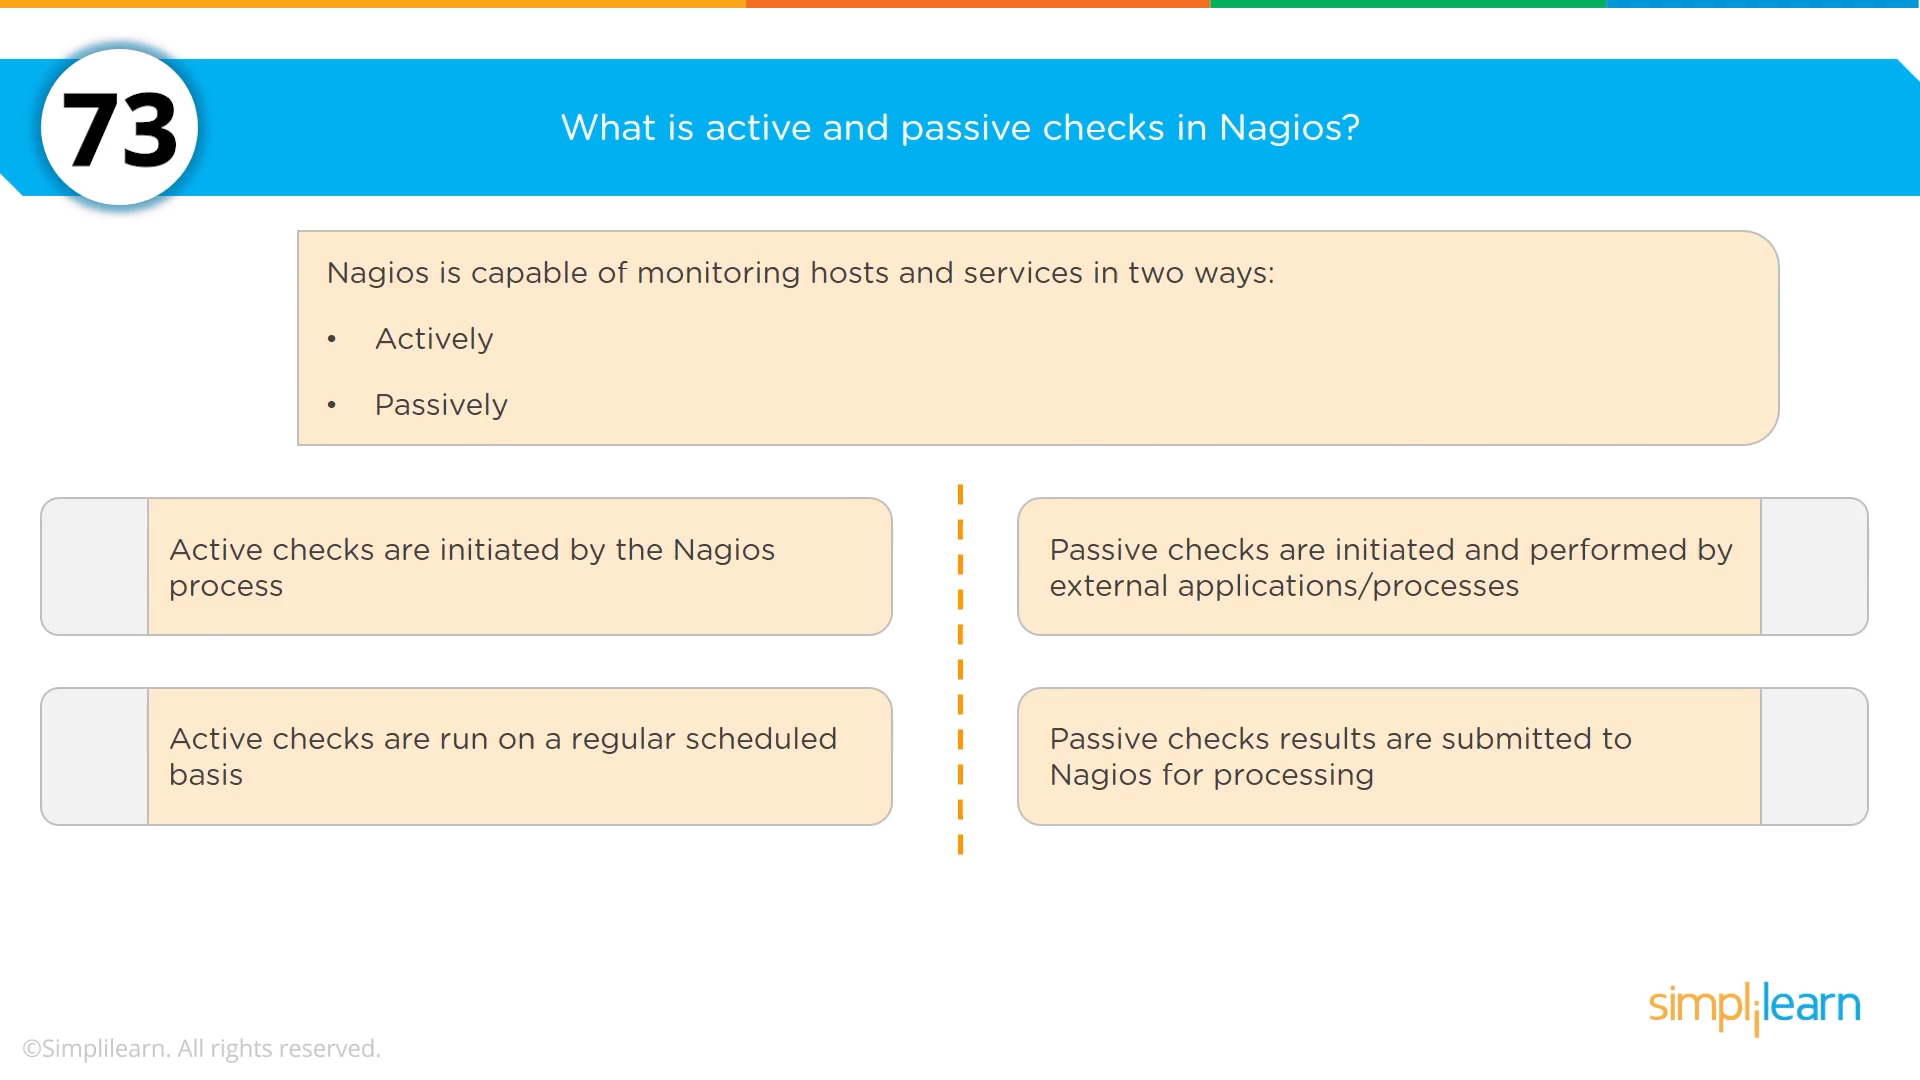 73
What is active and passive checks in Nagios?
Nagios is capable of monitoring hosts and services in two ways:
• Actively
• Passively
Active checks are initiated by the Nagios
process
Passive checks are initiated and performed by
external applications/processes
Active checks are run on a regular scheduled
basis
Passive checks results are submitted to
Nagios for processing
simplilearn
©Simplilearn. All rights reserved.